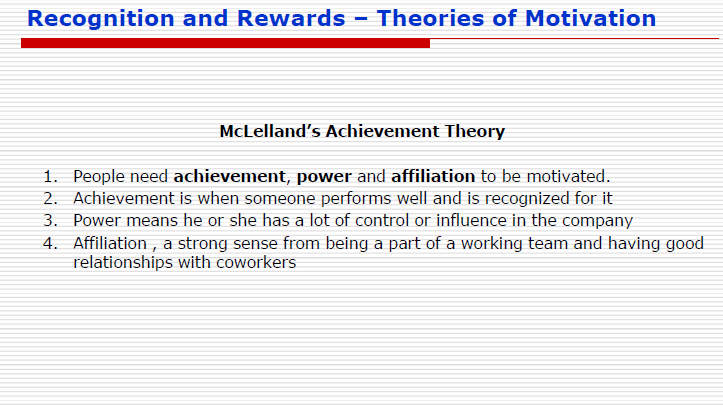 Recognition and Rewards – Theories of Motivation
McLelland’s Achievement Theory
1. People need achievement, power and affiliation to be motivated.
2. Achievement is when someone performs well and is recognized for it
3. Power means he or she has a lot of control or influence in the company
4. Affiliation , a strong sense from being a part of a working team and having good
relationships with coworkers